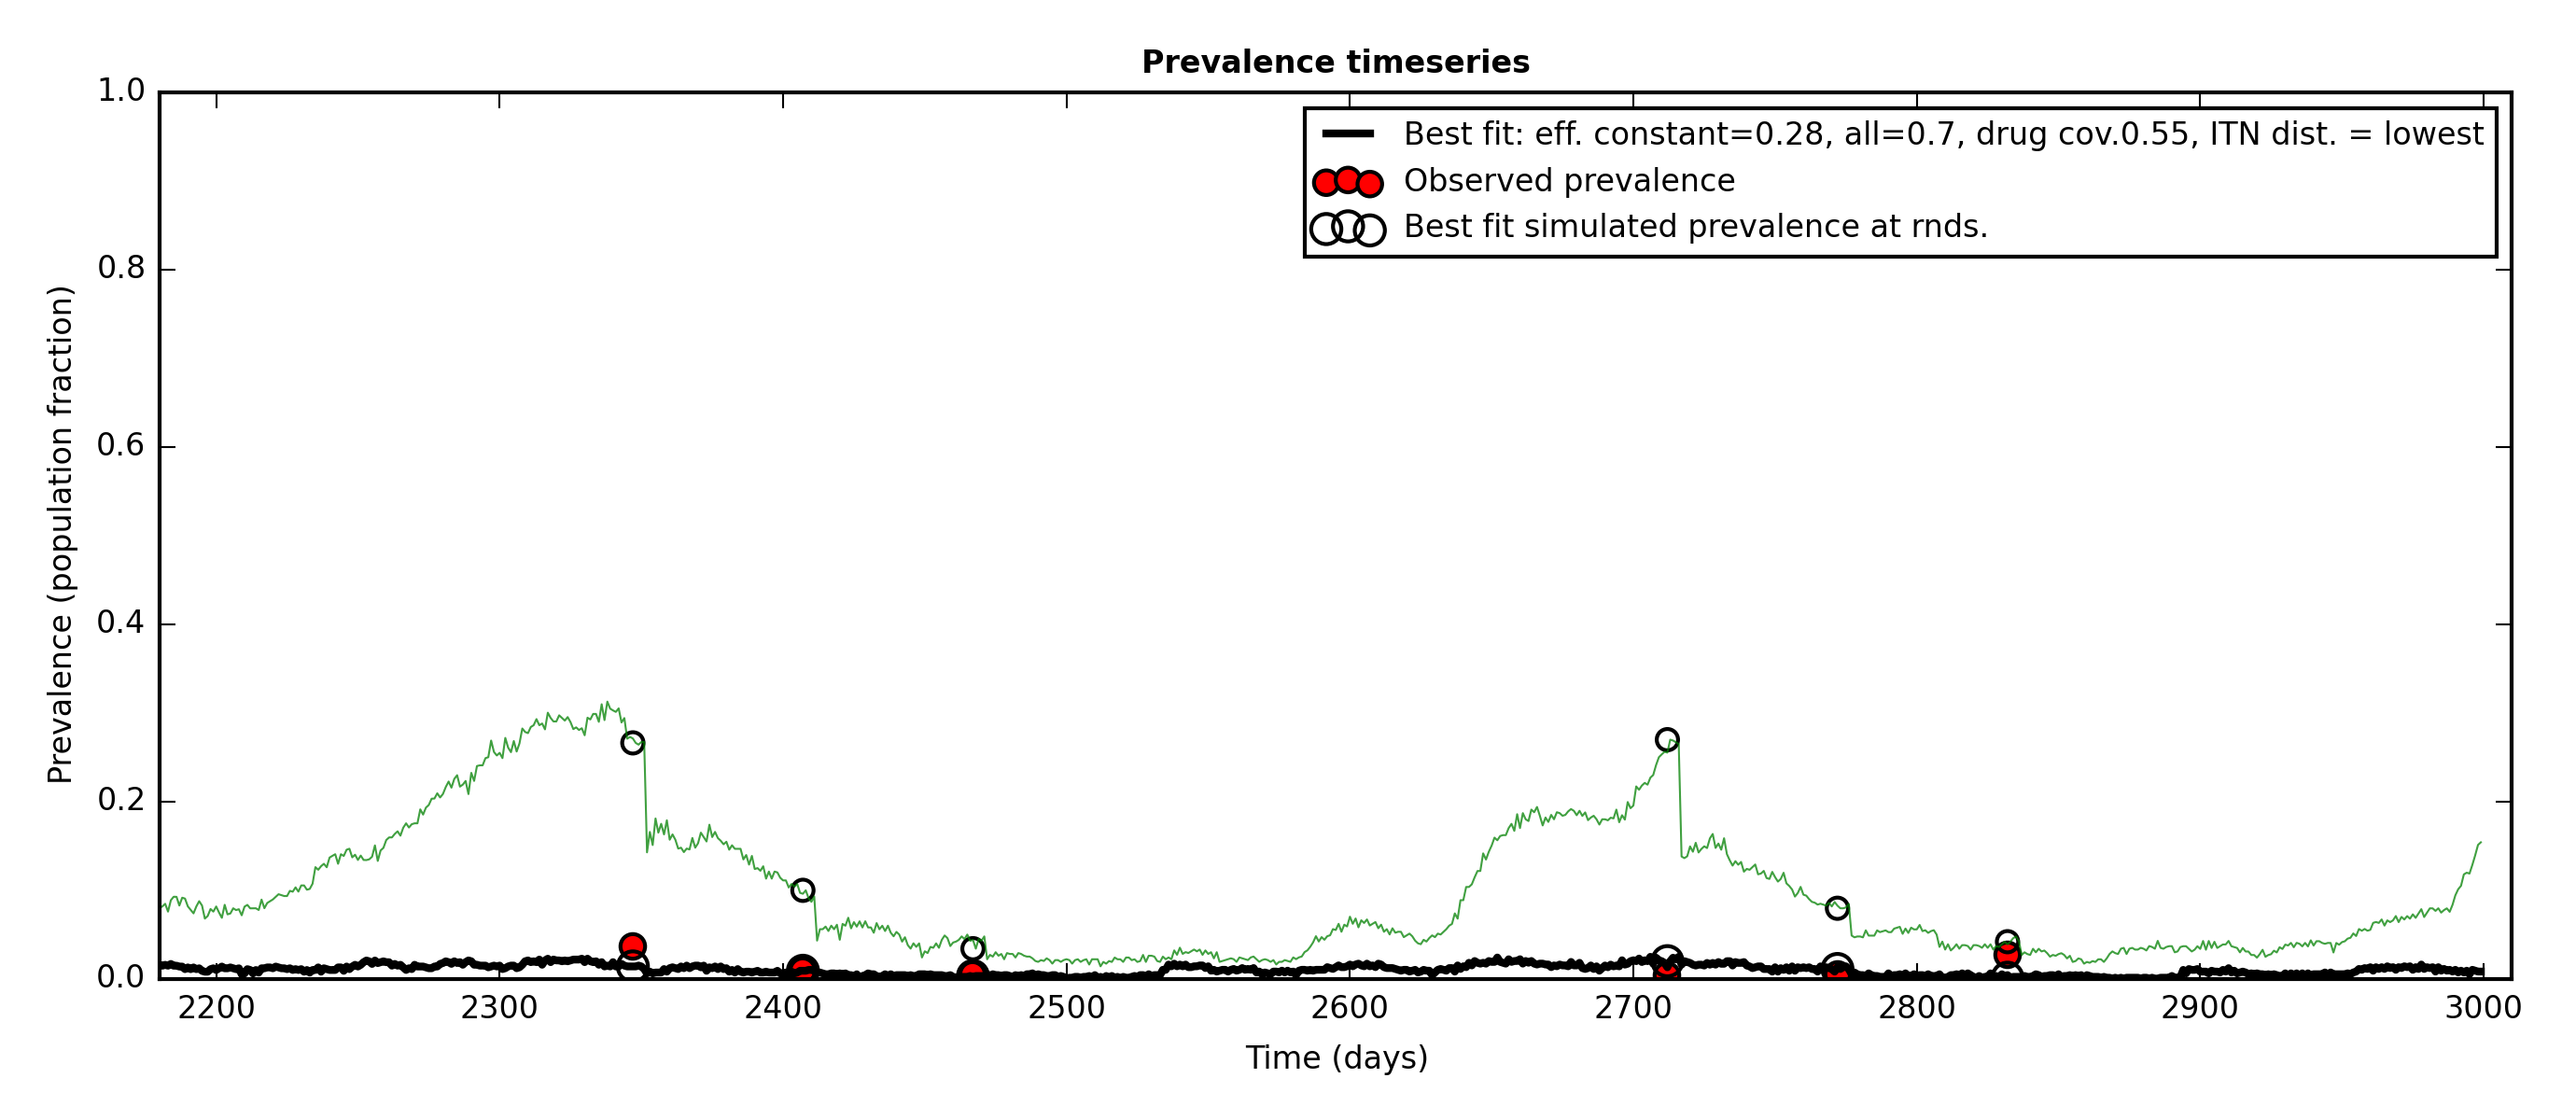 Prevalence timeseries
Best fit: eff. constant=0.28, all=0.7, drug cov.0.55, ITN dist. = lowest
Observed prevalence
Best fit simulated prevalence at rnds.
Prevalence (population fraction)
1.0
0.8
0.6
0.4
0.2
0.0
2200 2300 2400 2500 2600 2700 2800 2900 3000
Time (days)